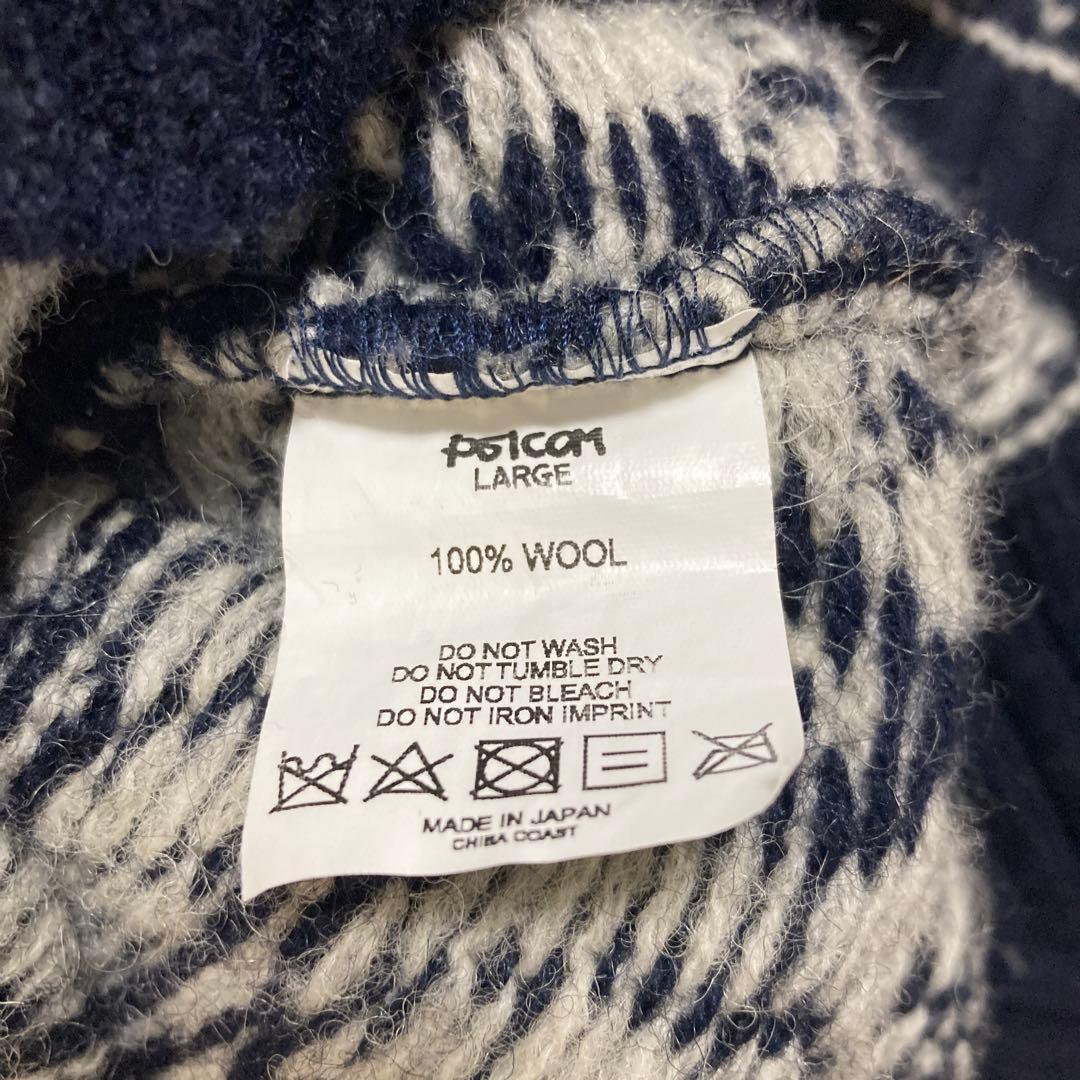 polcom
LARGE
100% WOOL
DO NOT WASH
DO NOT TUMBLE DRY
DO NOT BLEACH
DO NOT IRON IMPRINT
MADE IN JAPAN
CHIBA COAST